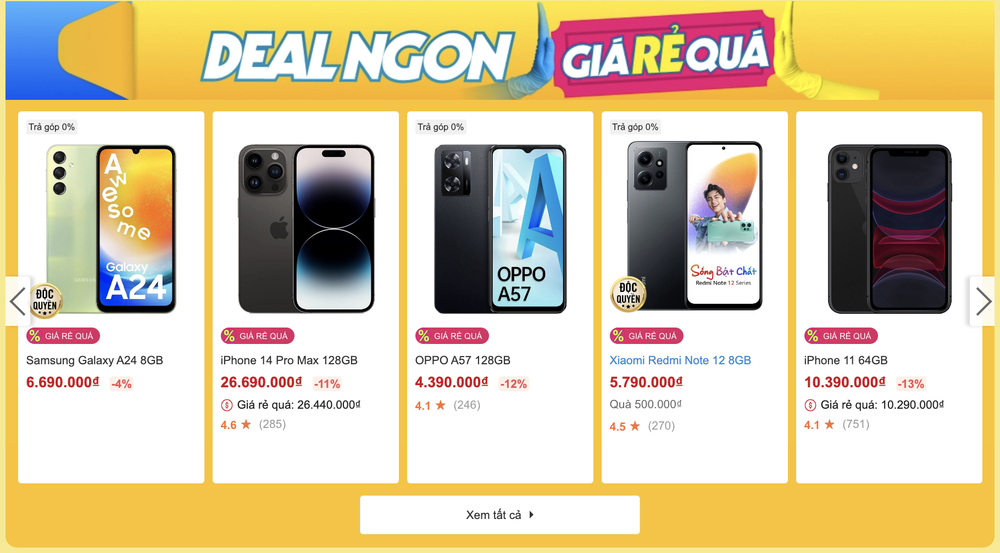 DEAL NGON
GIÁ RẺ QUÁ
Trả góp 0%
Awesome
Galaxy
A24
SAMSUN
ĐỘC
QUYỀN
% GIÁ RẺ QUÁ
Samsung Galaxy A24 8GB
6.690.000₫ -4%
% GIÁ RẺ QUÁ
iPhone 14 Pro Max 128GB
26.690.000₫ -11%
Giá rẻ quá: 26.440.000₫
4.6 ★ (285)
Trả góp 0%
A
OPPO
A57
% GIÁ RẺ QUÁ
OPPO A57 128GB
4.390.000₫ -12%
4.1 ★ (246)
Trả góp 0%
Sống Bật Chất
Redmi Note 12 Series
ĐỘC
QUYỀN
% GIÁ RẺ QUÁ
Xiaomi Redmi Note 12 8GB
5.790.000₫
Quà 500.000₫
4.5 ★ (270)
% GIÁ RẺ QUÁ
iPhone 11 64GB
10.390.000₫ -13%
Giá rẻ quá: 10.290.000₫
4.1 ★ (751)
Xem tất cả